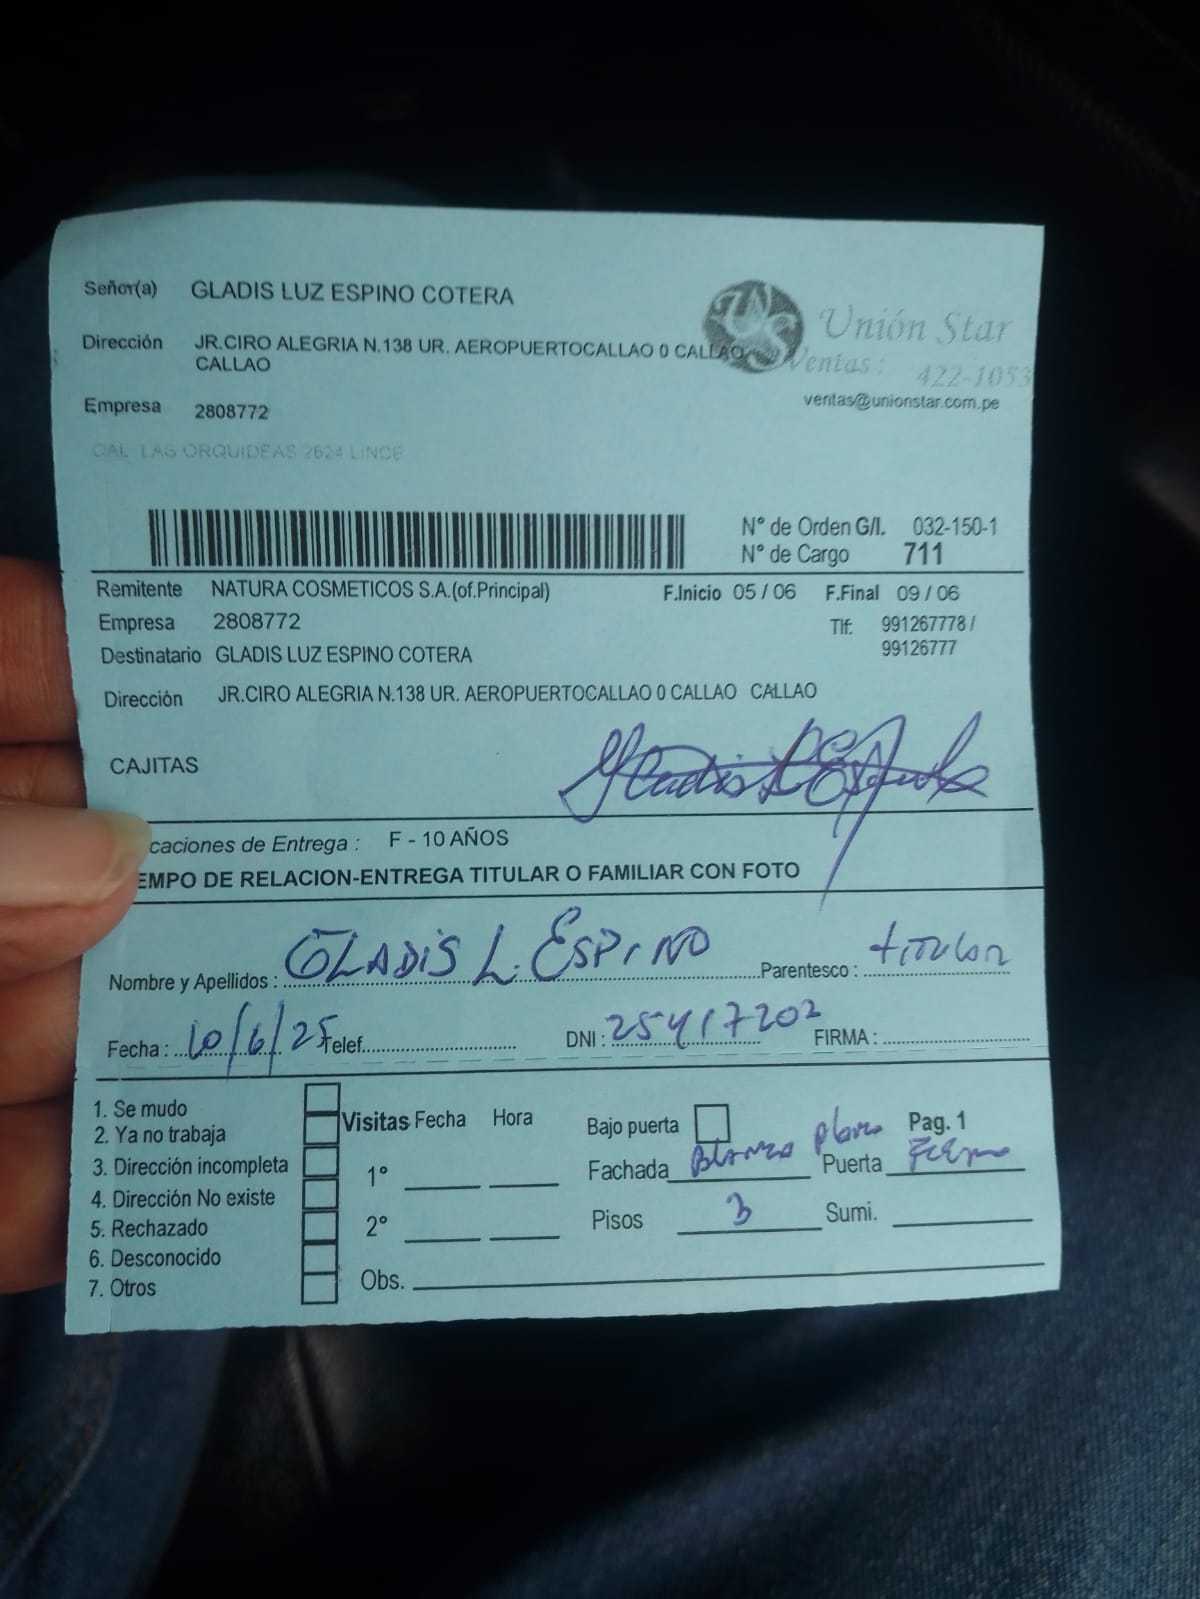 Señor(a) GLADIS LUZ ESPINO COTERA
Unión Star
Dirección JR.CIRO ALEGRIA N.138 UR. AEROPUERTOCALLAO 0 CALLAO
CALLAO
Ventas: 422-1053
Empresa 2808772
ventas@unionstar.com.pe
CAL LAS ORQUIDEAS 2624 LINCE
N° de Orden G/I. 032-150-1
N° de Cargo 711
Remitente NATURA COSMETICOS S.A.(of.Principal) F.Inicio 05 / 06 F.Final 09 / 06
Empresa 2808772 Tlf: 991267778 /
99126777
Destinatario GLADIS LUZ ESPINO COTERA
Dirección JR.CIRO ALEGRIA N.138 UR. AEROPUERTOCALLAO 0 CALLAO CALLAO
CAJITAS
Gladis L E
caciones de Entrega : F - 10 AÑOS
EMPO DE RELACION-ENTREGA TITULAR O FAMILIAR CON FOTO
Nombre y Apellidos : GLADIS L. ESPINO Parentesco : titular
Fecha : 10/6/25 Telef. DNI : 25417202 FIRMA :
1. Se mudo
2. Ya no trabaja
3. Dirección incompleta
4. Dirección No existe
5. Rechazado
6. Desconocido
7. Otros
Visitas Fecha Hora
1°
2°
Obs.
Bajo puerta Pag. 1
Fachada Blanca Puerta
Pisos 3 Sumi.